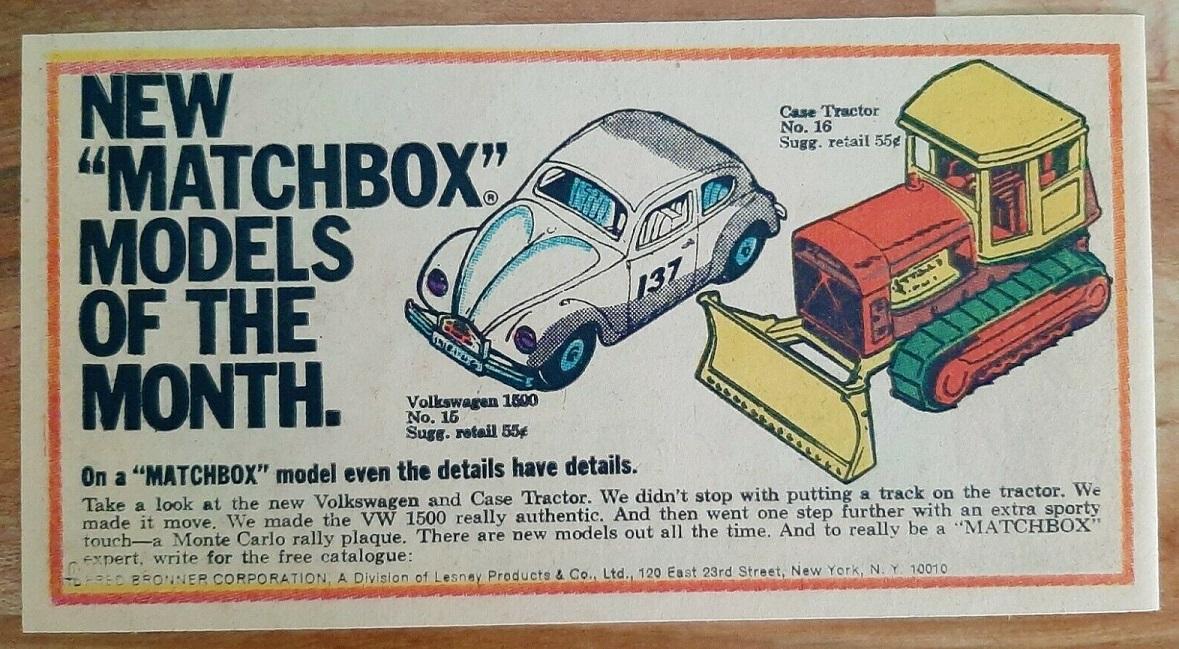 NEW
“MATCHBOX”®
MODELS
OF THE
MONTH.
Case Tractor
No. 16
Sugg. retail 55¢
137
Volkswagen 1500
No. 15
Sugg. retail 55¢
On a “MATCHBOX” model even the details have details.
Take a look at the new Volkswagen and Case Tractor. We didn't stop with putting a track on the tractor. We
made it move. We made the VW 1500 really authentic. And then went one step further with an extra sporty
touch—a Monte Carlo rally plaque. There are new models out all the time. And to really be a “MATCHBOX”
expert, write for the free catalogue:
BRONNER CORPORATION, A Division of Lesney Products & Co., Ltd., 120 East 23rd Street, New York, N. Y. 10010